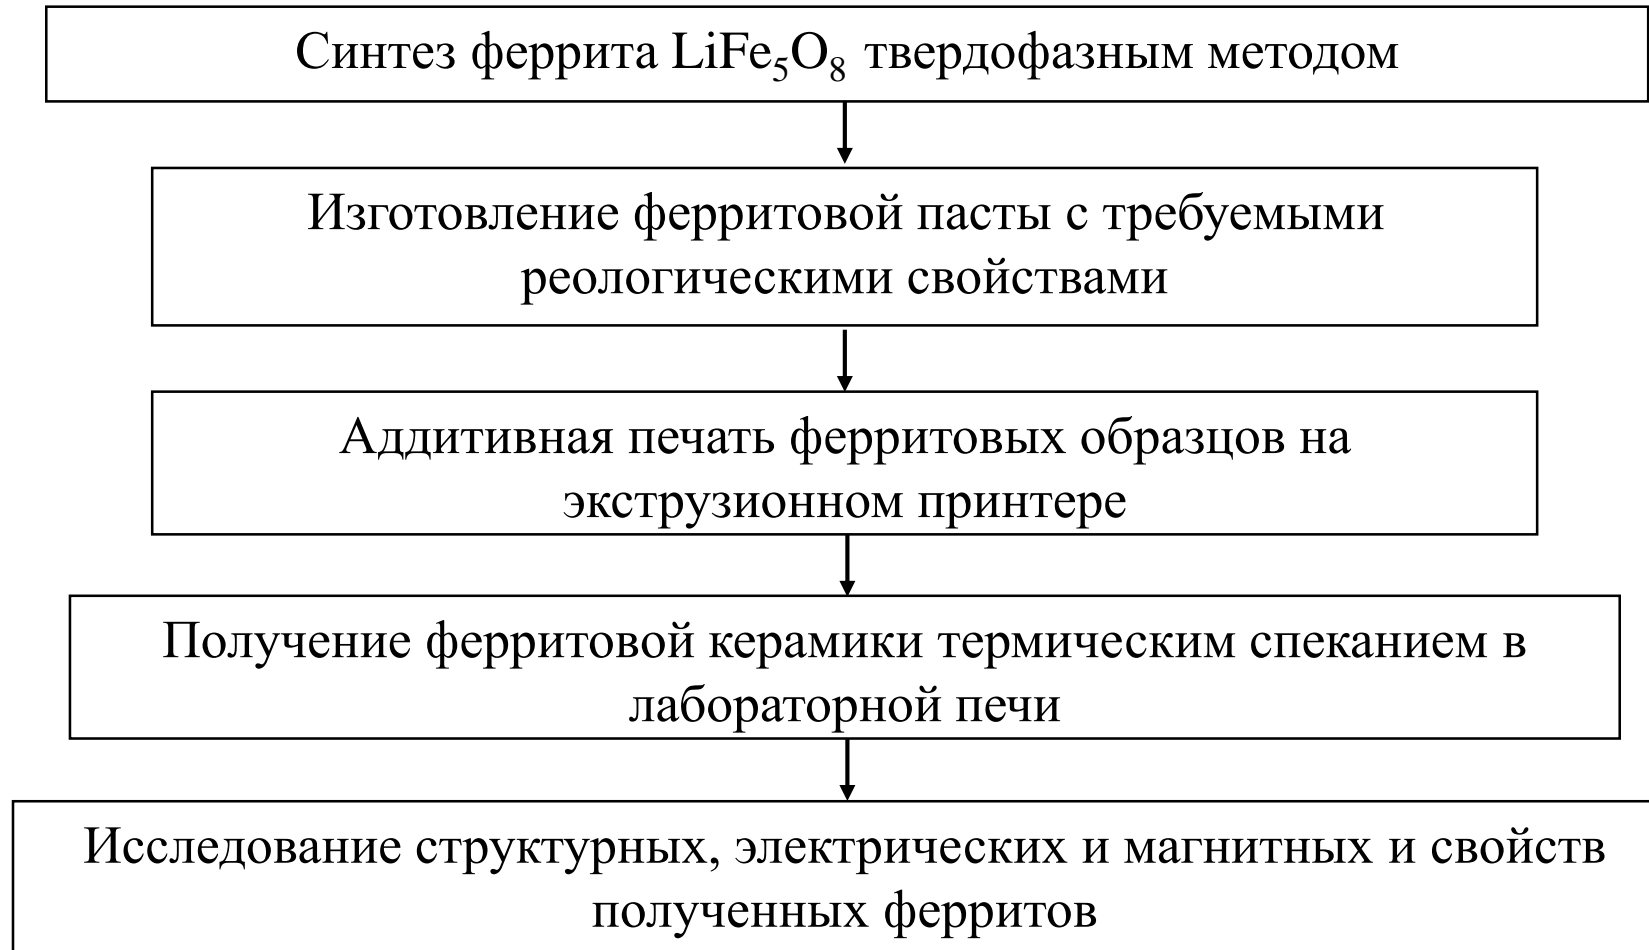 Синтез феррита LiFe₅O₈ твердофазным методом
Изготовление ферритовой пасты с требуемыми
реологическими свойствами
Аддитивная печать ферритовых образцов на
экструзионном принтере
Получение ферритовой керамики термическим спеканием в
лабораторной печи
Исследование структурных, электрических и магнитных и свойств
полученных ферритов